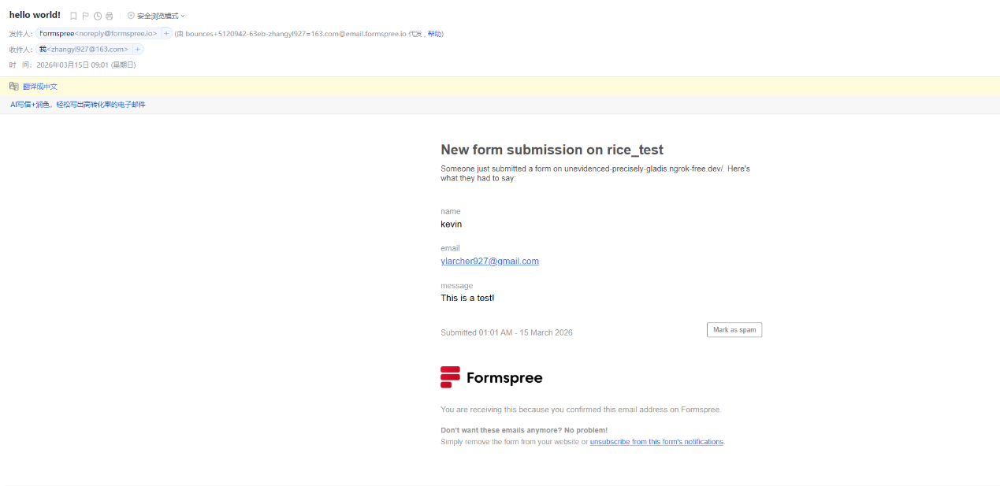 hello world! 安全浏览模式
发件人: Formspree<noreply@formspree.io> + (由 bounces+5120942-63eb-zhangyl927=163.com@email.formspree.io 代发 , 帮助)
收件人: 我<zhangyl927@163.com> +
时 间: 2026年03月15日 09:01 (星期日)
翻译成中文
AI写信+润色，轻松写出高转化率的电子邮件
New form submission on rice_test
Someone just submitted a form on unevidenced-precisely-gladis.ngrok-free.dev/. Here's
what they had to say:
name
kevin
email
ylarcher927@gmail.com
message
This is a test!
Submitted 01:01 AM - 15 March 2026
Mark as spam
Formspree
You are receiving this because you confirmed this email address on Formspree.
Don't want these emails anymore? No problem!
Simply remove the form from your website or unsubscribe from this form's notifications.